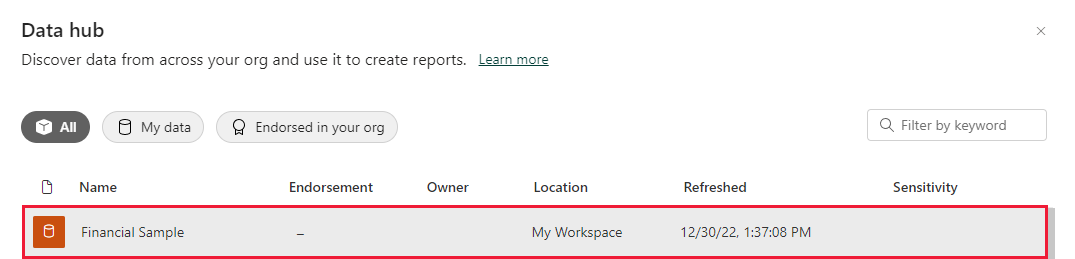 Data hub
Discover data from across your org and use it to create reports. Learn more
All My data Endorsed in your org Filter by keyword
Name Endorsement Owner Location Refreshed Sensitivity
Financial Sample – My Workspace 12/30/22, 1:37:08 PM